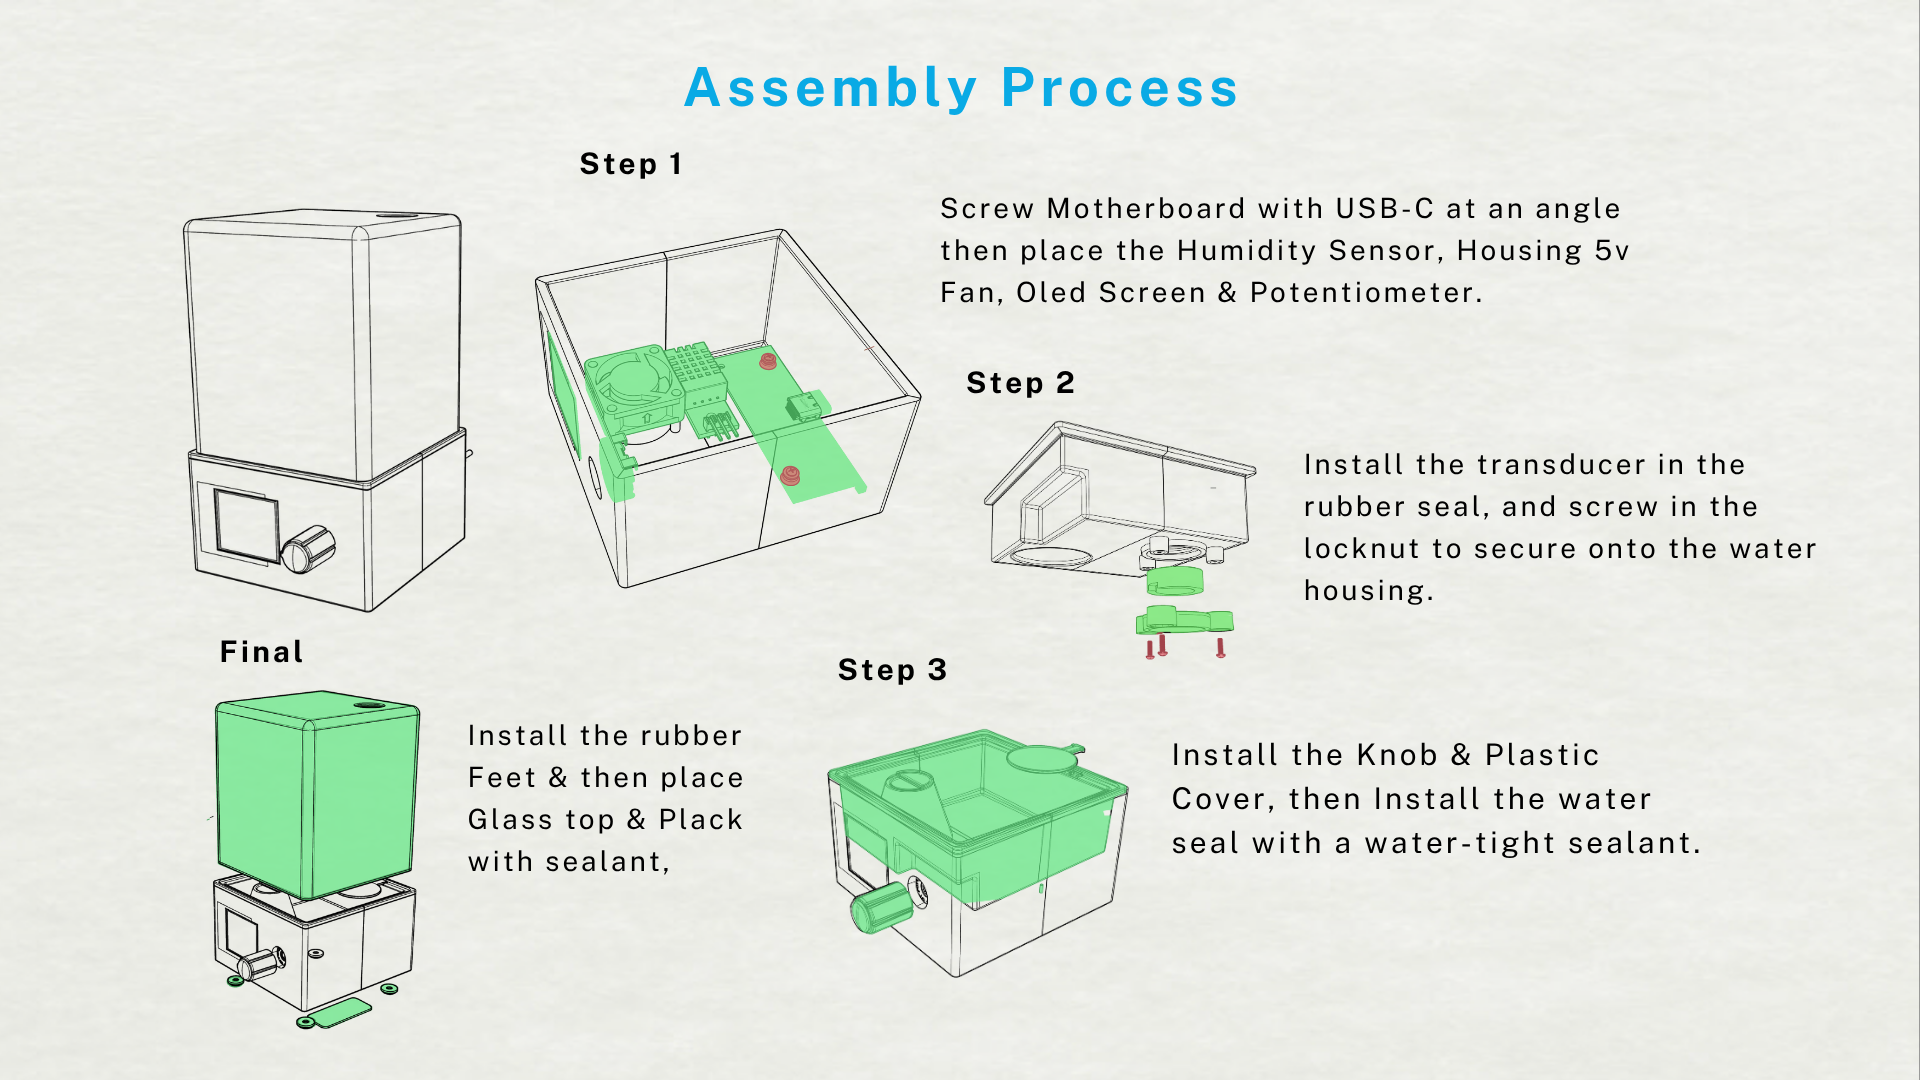 Assembly Process
Step 1
Screw Motherboard with USB-C at an angle
then place the Humidity Sensor, Housing 5v
Fan, Oled Screen & Potentiometer.
Step 2
Install the transducer in the
rubber seal, and screw in the
locknut to secure onto the water
housing.
Step 3
Install the Knob & Plastic
Cover, then Install the water
seal with a water-tight sealant.
Final
Install the rubber
Feet & then place
Glass top & Plack
with sealant,